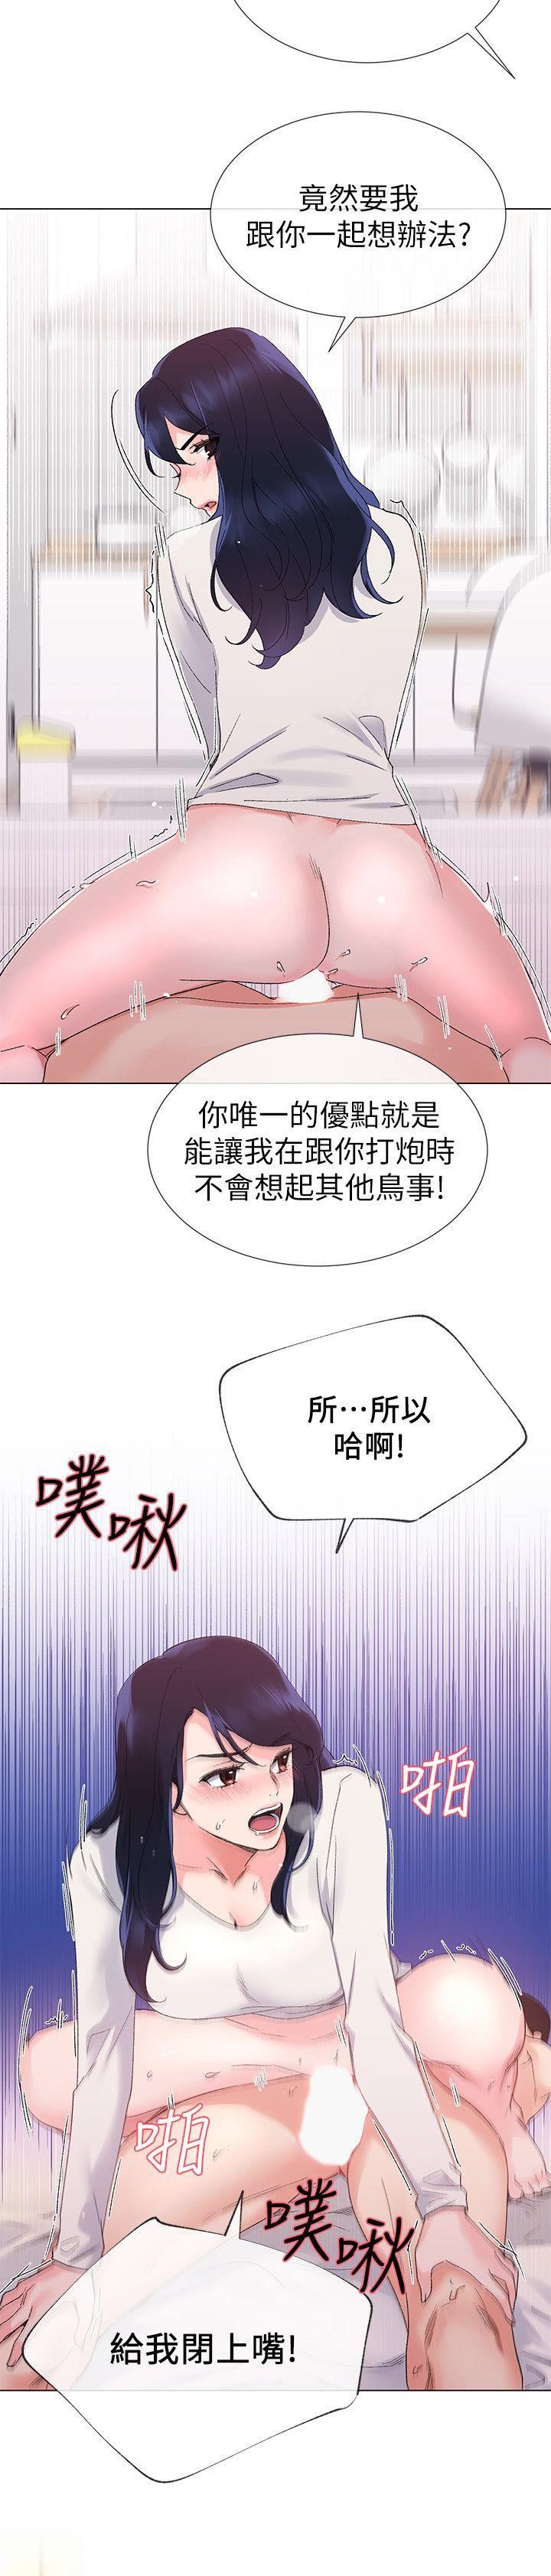 竟然要我
跟你一起想辦法?
你唯一的優點就是
能讓我在跟你打炮時
不會想起其他鳥事!
所…所以
哈啊!
噗啾
啪
啪
噗啾
給我閉上嘴!